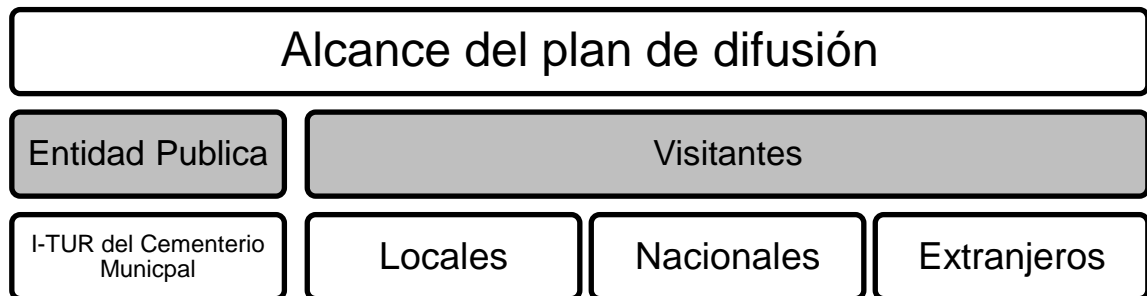 Alcance del plan de difusión
Entidad Publica
Visitantes
I-TUR del Cementerio
Municpal
Locales
Nacionales
Extranjeros